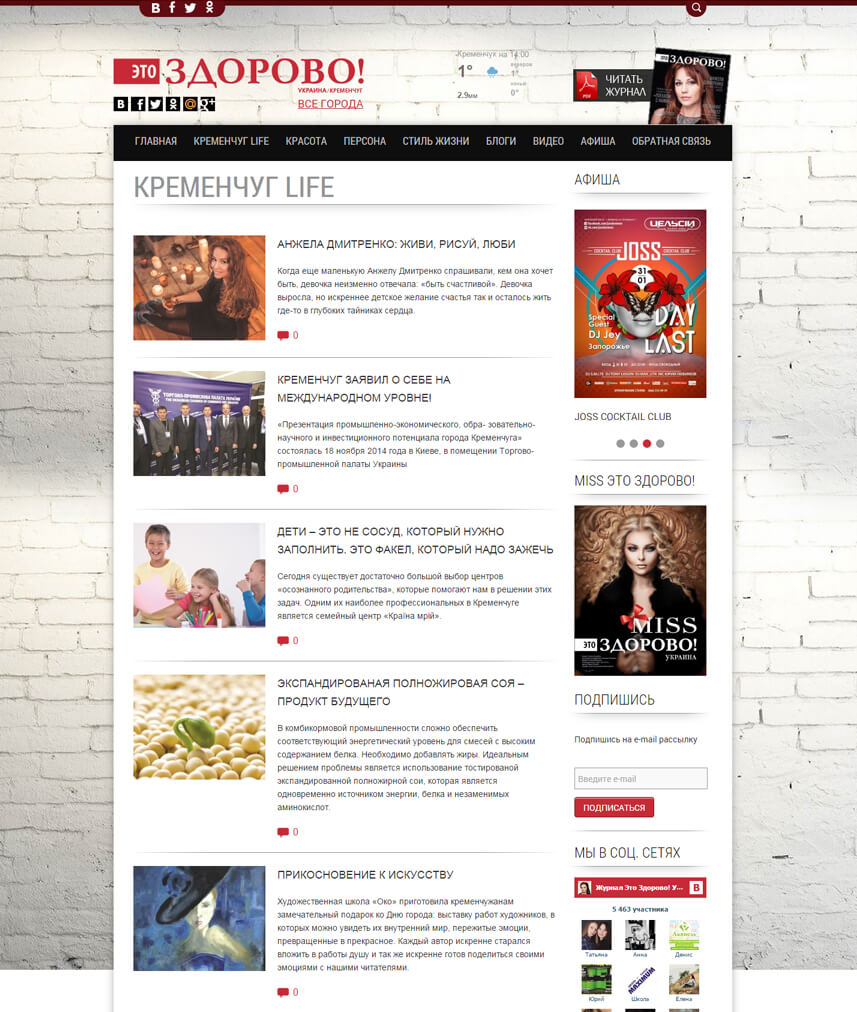 ЭТО ЗДОРОВО!
УКРАИНА/КРЕМЕНЧУГ
ВСЕ ГОРОДА
Кременчук на 14:00
1°
вечером
1°
ночью
0°
2.9мм
PDF
ЧИТАТЬ
ЖУРНАЛ
ЭТО ЗДОРОВО!
ГЛАВНАЯ КРЕМЕНЧУГ LIFE КРАСОТА ПЕРСОНА СТИЛЬ ЖИЗНИ БЛОГИ ВИДЕО АФИША ОБРАТНАЯ СВЯЗЬ
КРЕМЕНЧУГ LIFE
АНЖЕЛА ДМИТРЕНКО: ЖИВИ, РИСУЙ, ЛЮБИ
Когда еще маленькую Анжелу Дмитренко спрашивали, кем она хочет
быть, девочка неизменно отвечала: «быть счастливой». Девочка
выросла, но искреннее детское желание счастья так и осталось жить
где-то в глубоких тайниках сердца.
0
КРЕМЕНЧУГ ЗАЯВИЛ О СЕБЕ НА
МЕЖДУНАРОДНОМ УРОВНЕ!
ТОРГОВО-ПРОМИСЛОВА ПАЛАТА УКРАЇНИ
«Презентация промышленно-экономического, обра- зовательно-
научного и инвестиционного потенциала города Кременчуга»
состоялась 18 ноября 2014 года в Киеве, в помещении Торгово-
промышленной палаты Украины
0
ДЕТИ – ЭТО НЕ СОСУД, КОТОРЫЙ НУЖНО
ЗАПОЛНИТЬ. ЭТО ФАКЕЛ, КОТОРЫЙ НАДО ЗАЖЕЧЬ
Сегодня существует достаточно большой выбор центров
«осознанного родительства», которые помогают нам в решении этих
задач. Одним их наиболее профессиональных в Кременчуге
является семейный центр «Країна мрій».
0
ЭКСПАНДИРОВАНАЯ ПОЛНОЖИРОВАЯ СОЯ –
ПРОДУКТ БУДУЩЕГО
В комбикормовой промышленности сложно обеспечить
соответствующий энергетический уровень для смесей с высоким
содержанием белка. Необходимо добавлять жиры. Идеальным
решением проблемы является использование тостированой
экспандированой полножирной сои, которая является
одновременно источником энергии, белка и незаменимых
аминокислот.
0
ПРИКОСНОВЕНИЕ К ИСКУССТВУ
Художественная школа «Око» приготовила кременчужанам
замечательный подарок ко Дню города: выставку работ художников, в
которых можно увидеть их внутренний мир, пережитые эмоции,
превращенные в прекрасное. Каждый автор искренне старался
вложить в работы душу и так же искренне готов поделиться своими
эмоциями с нашими читателями.
0
АФИША
ЦЕЛЬСИЙ
COCKTAIL CLUB JOSS COCKTAIL CLUB
31
01
Special
Guest
DJ Jey
Запорожье
DAY
LAST
JOSS COCKTAIL CLUB
MISS ЭТО ЗДОРОВО!
MISS
ЭТО ЗДОРОВО!
УКРАИНА
ПОДПИШИСЬ
Подпишись на e-mail рассылку
Введите e-mail
ПОДПИСАТЬСЯ
МЫ В СОЦ. СЕТЯХ
Журнал Это Здорово! У...
5 463 участника
Татьяна Анна Денис
MAXIMUM
Юрий Школа Елена